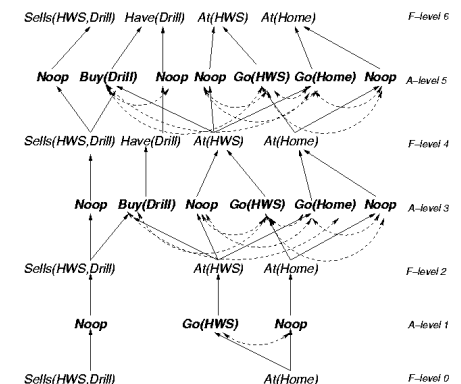 Sells(HWS,Drill) Have(Drill) At(HWS) At(Home) F-level 6
Noop Buy(Drill) Noop Noop Go(HWS) Go(Home) Noop A-level 5
Sells(HWS,Drill) Have(Drill) At(HWS) At(Home) F-level 4
Noop Buy(Drill) Noop Go(HWS) Go(Home) Noop A-level 3
Sells(HWS,Drill) At(HWS) At(Home) F-level 2
Noop Go(HWS) Noop A-level 1
Sells(HWS,Drill) At(Home) F-level 0